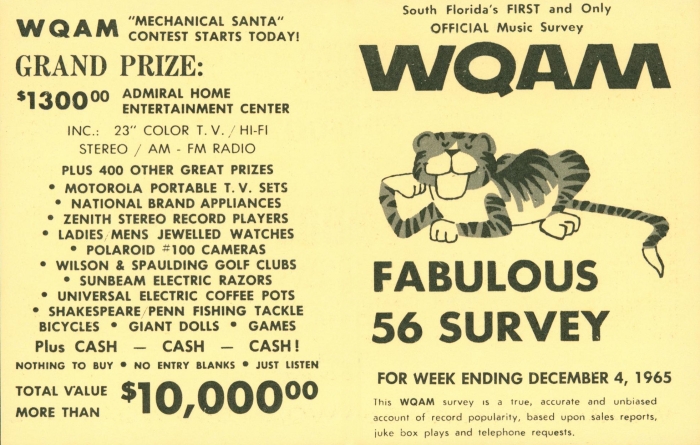 WQAM "MECHANICAL SANTA"
CONTEST STARTS TODAY!
GRAND PRIZE:
$1300⁰⁰ ADMIRAL HOME
ENTERTAINMENT CENTER
INC.: 23" COLOR T.V./HI-FI
STEREO / AM - FM RADIO
PLUS 400 OTHER GREAT PRIZES
• MOTOROLA PORTABLE T.V. SETS
• NATIONAL BRAND APPLIANCES
• ZENITH STEREO RECORD PLAYERS
• LADIES/MENS JEWELLED WATCHES
• POLAROID #100 CAMERAS
• WILSON & SPAULDING GOLF CLUBS
• SUNBEAM ELECTRIC RAZORS
• UNIVERSAL ELECTRIC COFFEE POTS
• SHAKESPEARE/PENN FISHING TACKLE
BICYCLES • GIANT DOLLS • GAMES
Plus CASH — CASH — CASH!
NOTHING TO BUY • NO ENTRY BLANKS • JUST LISTEN
TOTAL VALUE
MORE THAN $10,000⁰⁰
South Florida's FIRST and Only
OFFICIAL Music Survey
WQAM
FABULOUS
56 SURVEY
FOR WEEK ENDING DECEMBER 4, 1965
This WQAM survey is a true, accurate and unbiased
account of record popularity, based upon sales reports,
juke box plays and telephone requests.